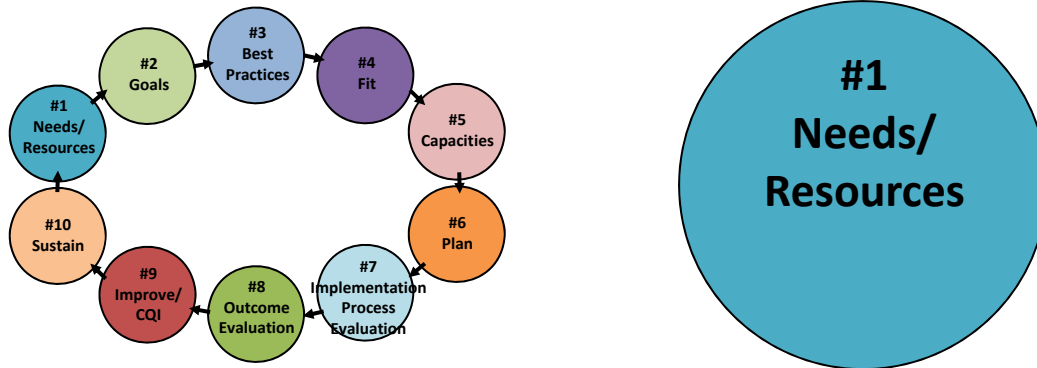 #1
Needs/
Resources
#2
Goals
#3
Best
Practices
#4
Fit
#5
Capacities
#6
Plan
#7
Implementation
Process
Evaluation
#8
Outcome
Evaluation
#9
Improve/
CQI
#10
Sustain
#1
Needs/
Resources